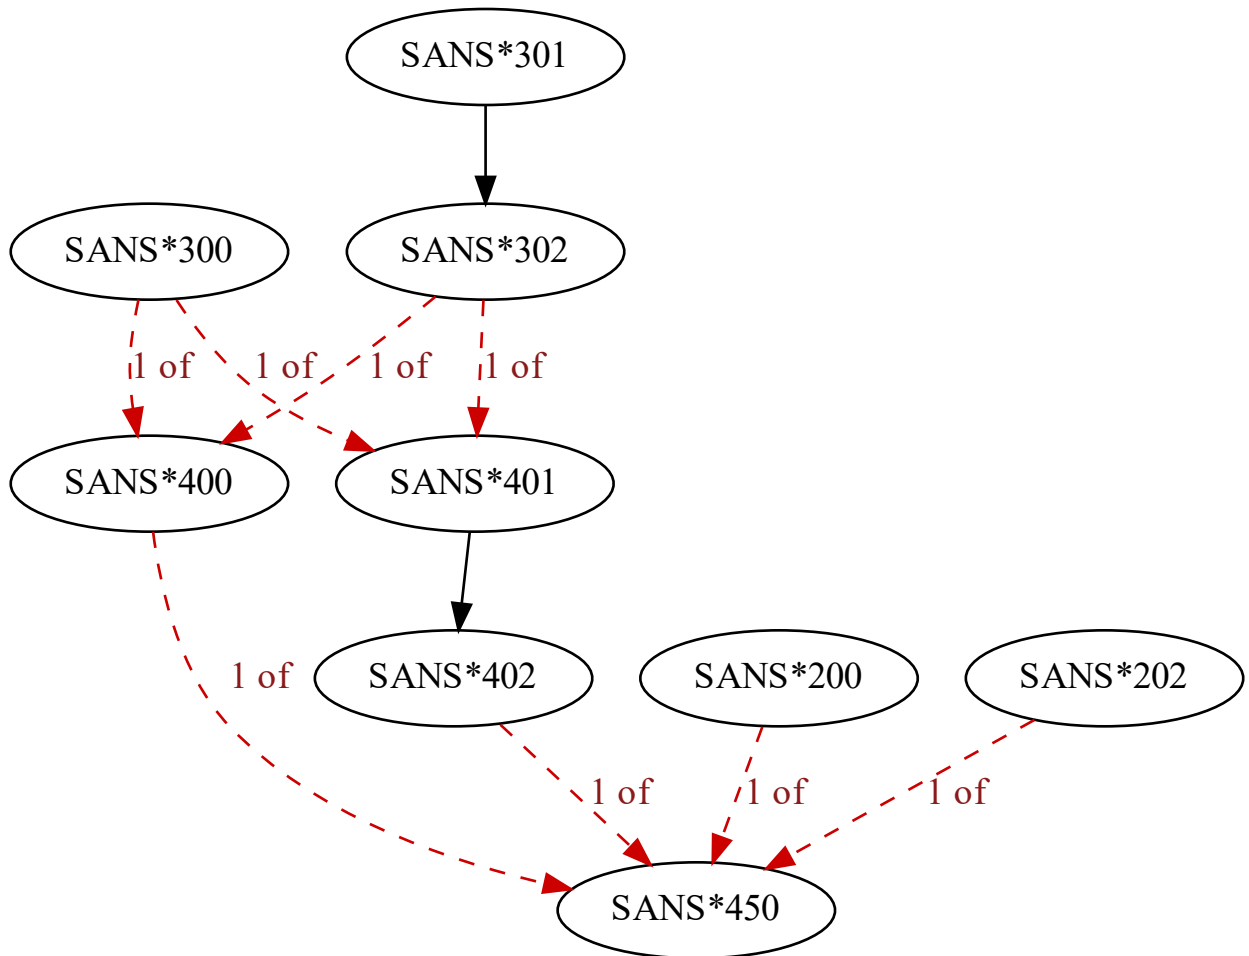 SANS*301
SANS*300
SANS*302
1 of
1 of
1 of
1 of
SANS*400
SANS*401
1 of
SANS*402
SANS*200
SANS*202
1 of
1 of
1 of
SANS*450